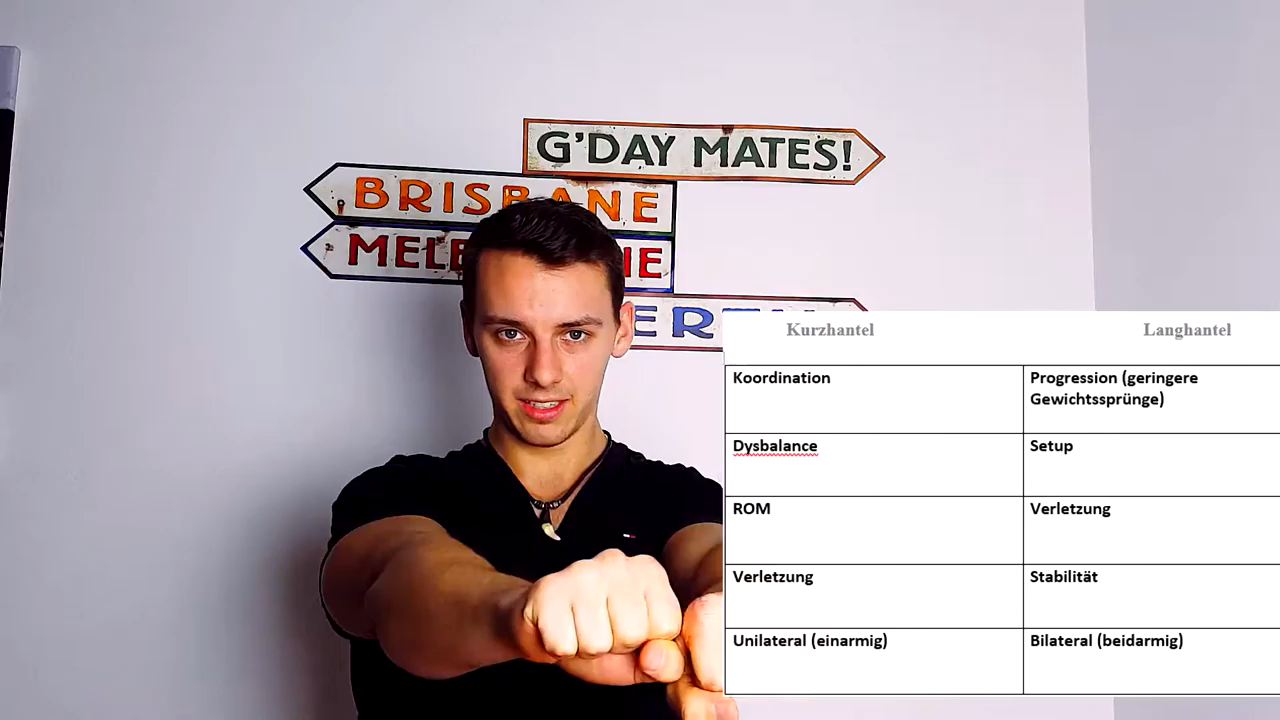 G'DAY MATES!
BRISBANE
Kurzhantel Langhantel
Koordination Progression (geringere
Gewichtssprünge)
Dysbalance Setup
ROM Verletzung
Verletzung Stabilität
Unilateral (einarmig) Bilateral (beidarmig)